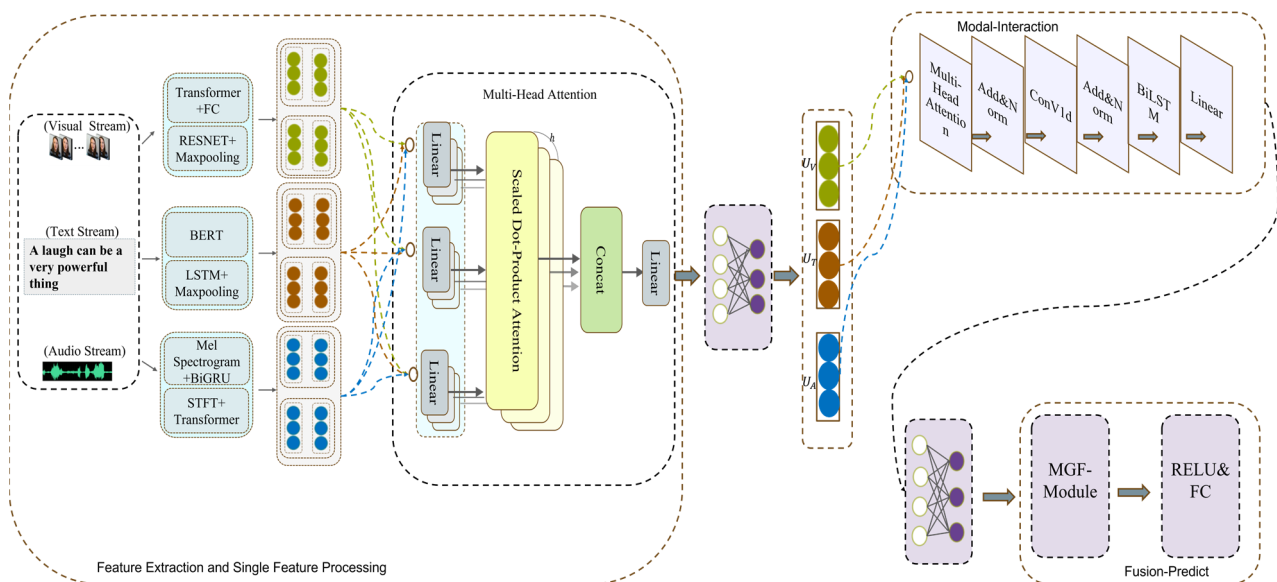 (Visual Stream)
...
Transformer
+FC
RESNET+
Maxpooling
(Text Stream)
A laugh can be a
very powerful
thing
BERT
LSTM+
Maxpooling
(Audio Stream)
Mel
Spectrogram
+BiGRU
STFT+
Transformer
Multi-Head Attention
Linear
Linear
Linear
h
Scaled Dot-Product Attention
Concat
Linear
Feature Extraction and Single Feature Processing
U_V
U_T
U_A
Modal-Interaction
Multi-
Head
Attentio
n
Add&N
orm
ConV1d
Add&N
orm
BiLST
M
Linear
MGF-
Module
RELU&
FC
Fusion-Predict